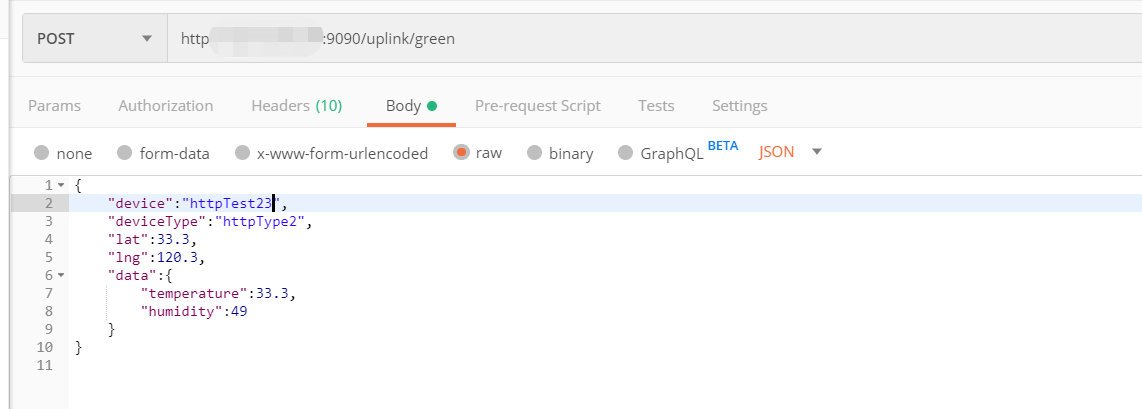 POST http :9090/uplink/green
Params Authorization Headers (10) Body Pre-request Script Tests Settings
none form-data x-www-form-urlencoded raw binary GraphQL BETA JSON
1 {
2 "device":"httpTest23",
3 "deviceType":"httpType2",
4 "lat":33.3,
5 "lng":120.3,
6 "data":{
7 "temperature":33.3,
8 "humidity":49
9 }
10 }
11